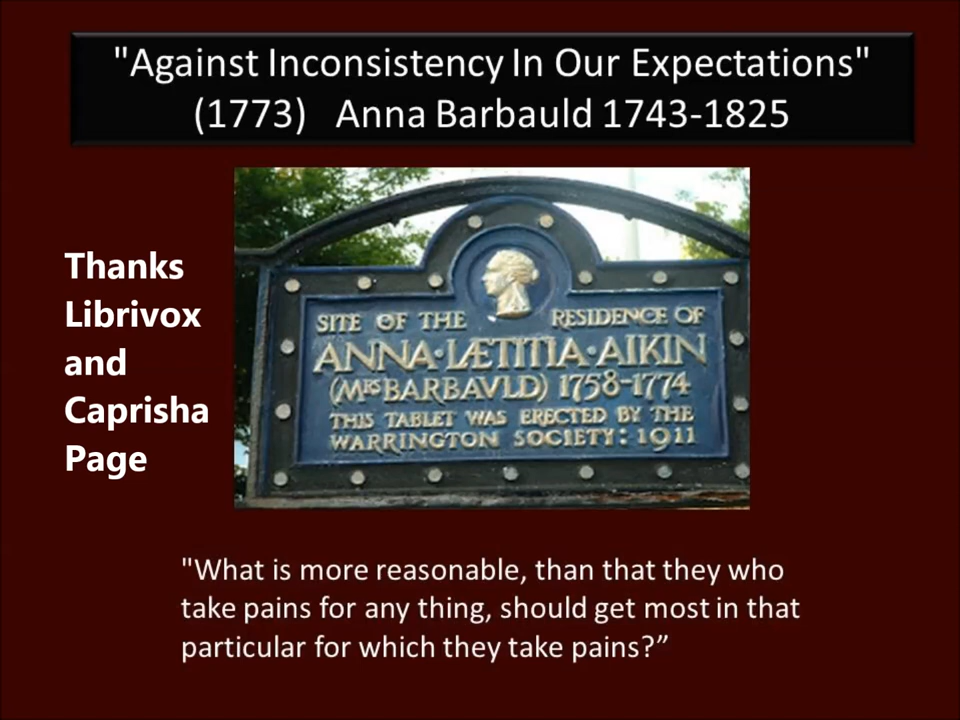 "Against Inconsistency In Our Expectations"
(1773) Anna Barbauld 1743-1825
Thanks
Librivox
and
Caprisha
Page
SITE OF THE RESIDENCE OF
ANNA·LÆTITIA·AIKIN
(MRS BARBAVLD) 1758-1774
THIS TABLET WAS ERECTED BY THE
WARRINGTON SOCIETY: 1911
"What is more reasonable, than that they who
take pains for any thing, should get most in that
particular for which they take pains?”